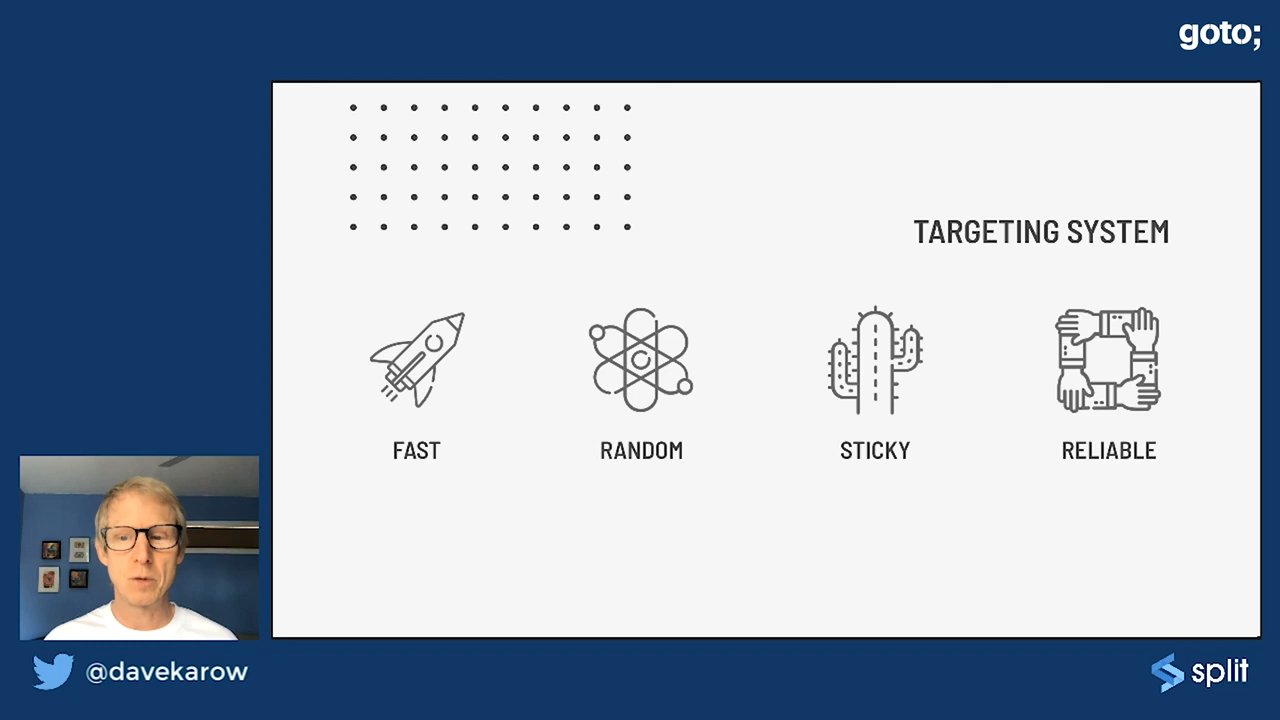 goto;
TARGETING SYSTEM
FAST
RANDOM
STICKY
RELIABLE
@davekarow
split